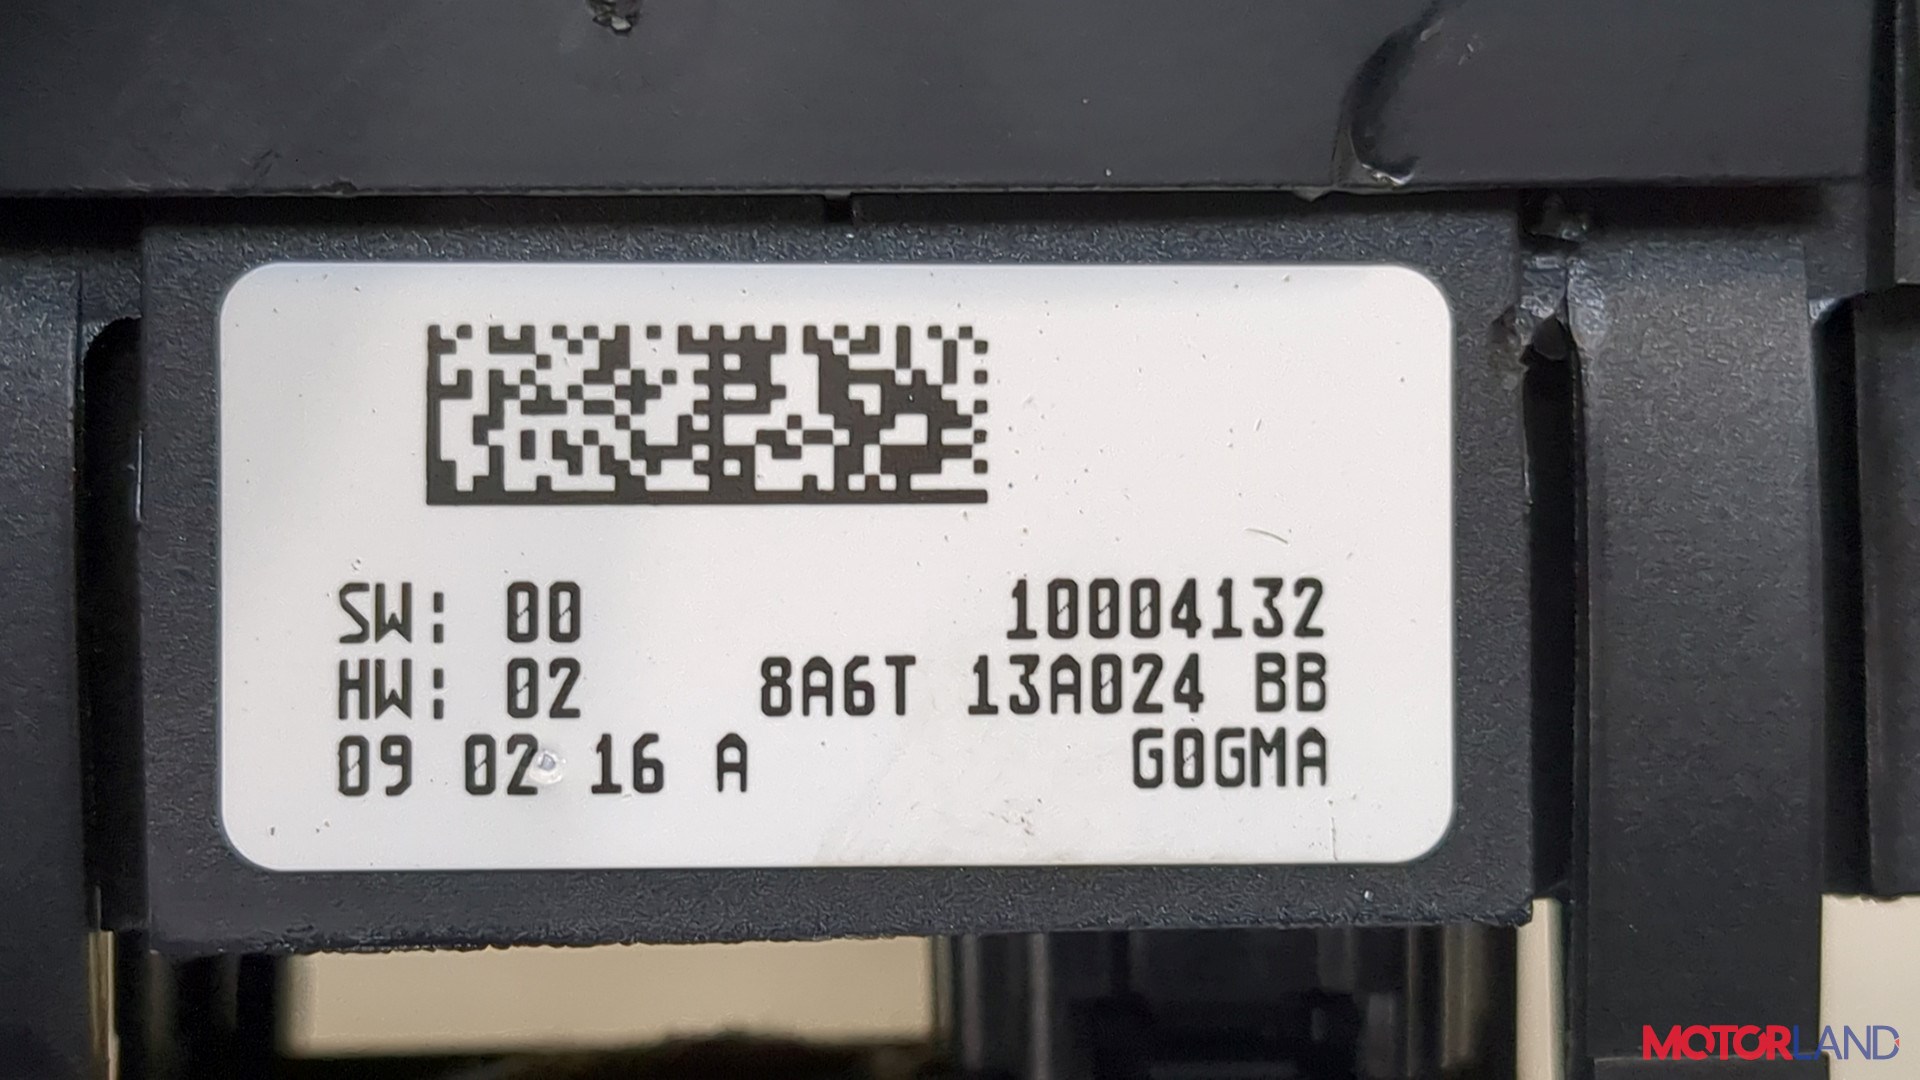 SW: 00 10004132
HW: 02 8A6T 13A024 BB
09 02 16 A G0GMA
MOTORLAND